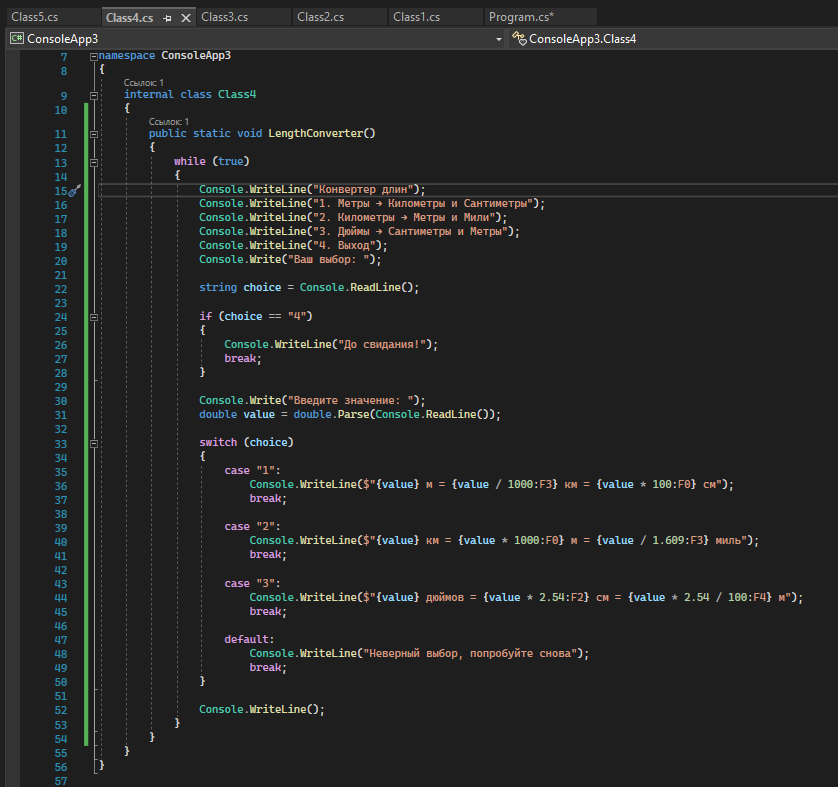 Class5.cs Class4.cs Class3.cs Class2.cs Class1.cs Program.cs*
C# ConsoleApp3 ConsoleApp3.Class4
7 namespace ConsoleApp3
8 {
Ссылок: 1
9 internal class Class4
10 {
Ссылок: 1
11 public static void LengthConverter()
12 {
13 while (true)
14 {
15 Console.WriteLine("Конвертер длин");
16 Console.WriteLine("1. Метры → Километры и Сантиметры");
17 Console.WriteLine("2. Километры → Метры и Мили");
18 Console.WriteLine("3. Дюймы → Сантиметры и Метры");
19 Console.WriteLine("4. Выход");
20 Console.Write("Ваш выбор: ");
21
22 string choice = Console.ReadLine();
23
24 if (choice == "4")
25 {
26 Console.WriteLine("До свидания!");
27 break;
28 }
29
30 Console.Write("Введите значение: ");
31 double value = double.Parse(Console.ReadLine());
32
33 switch (choice)
34 {
35 case "1":
36 Console.WriteLine($"{value} м = {value / 1000:F3} км = {value * 100:F0} см");
37 break;
38
39 case "2":
40 Console.WriteLine($"{value} км = {value * 1000:F0} м = {value / 1.609:F3} миль");
41 break;
42
43 case "3":
44 Console.WriteLine($"{value} дюймов = {value * 2.54:F2} см = {value * 2.54 / 100:F4} м");
45 break;
46
47 default:
48 Console.WriteLine("Неверный выбор, попробуйте снова");
49 break;
50 }
51
52 Console.WriteLine();
53 }
54 }
55 }
56 }
57